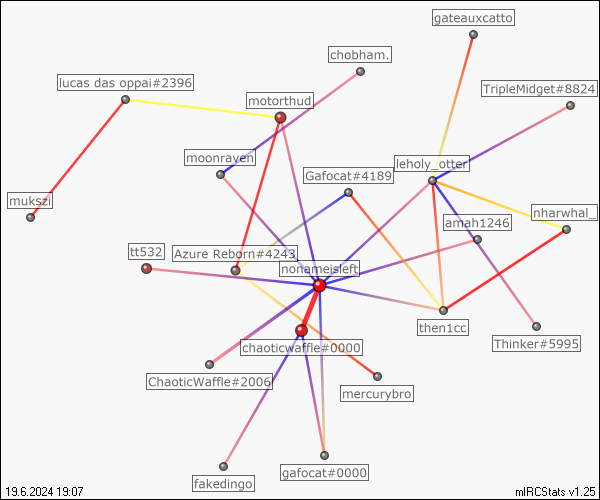 gateauxcatto
chobham.
lucas das oppai#2396
TripleMidget#8824
motorthud
moonraven
leholy_otter
Gafocat#4189
mukszi
nharwhal_
amah1246
tt532
Azure Reborn#4243
nonameisleft
then1cc
Thinker#5995
chaoticwaffle#0000
ChaoticWaffle#2006
mercurybro
gafocat#0000
fakedingo
19.6.2024 19:07
mIRCStats v1.25